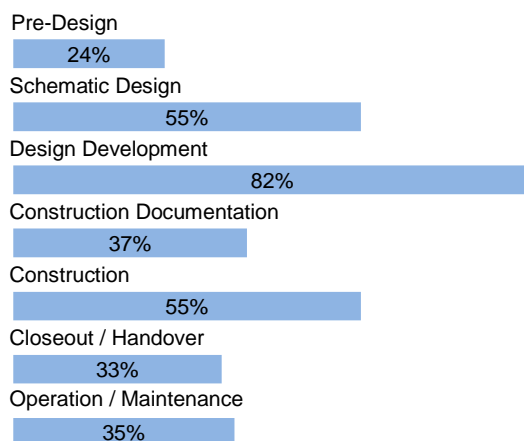 Pre-Design
24%
Schematic Design
55%
Design Development
82%
Construction Documentation
37%
Construction
55%
Closeout / Handover
33%
Operation / Maintenance
35%